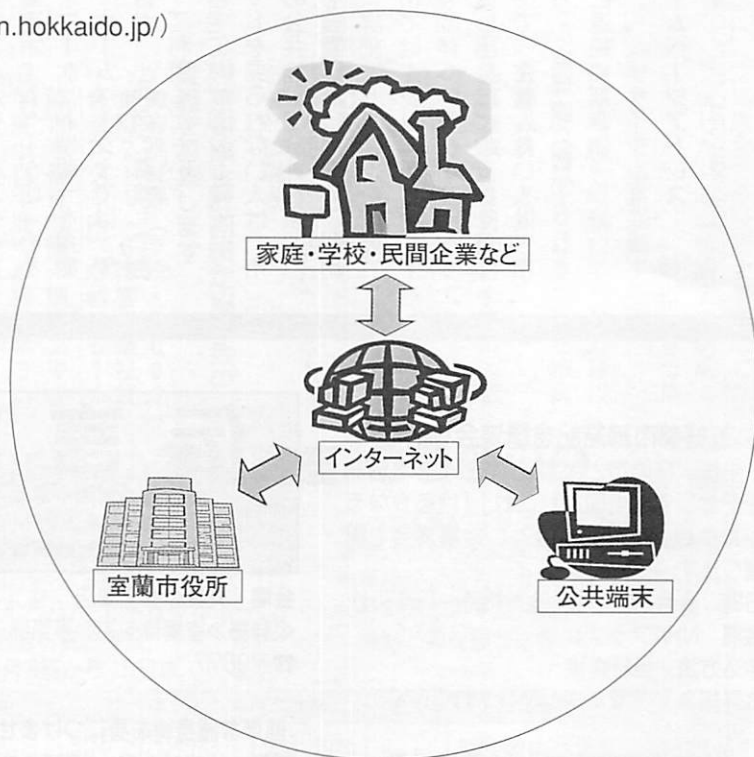 n.hokkaido.jp/)
家庭・学校・民間企業など
インターネット
室蘭市役所
公共端末